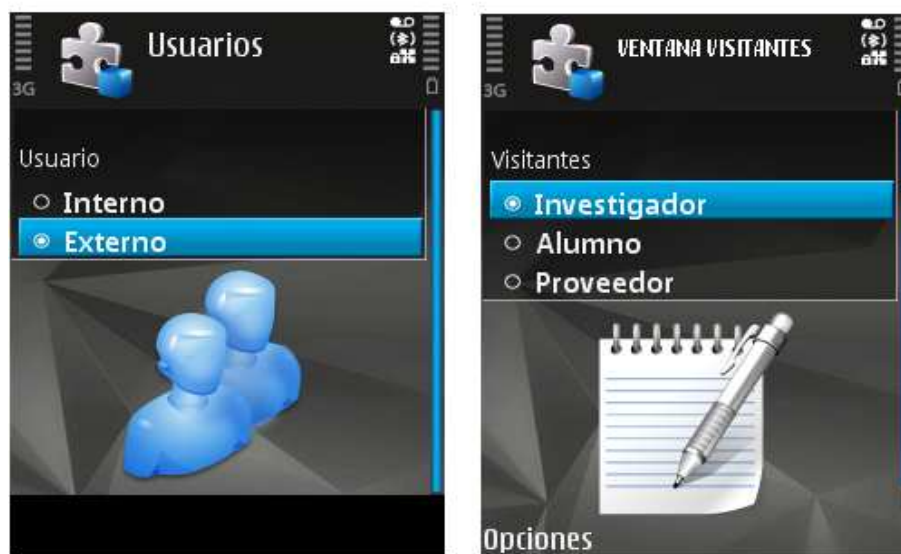 Usuarios
3G
Usuario
Interno
Externo
VENTANA VISITANTES
3G
Visitantes
Investigador
Alumno
Proveedor
Opciones